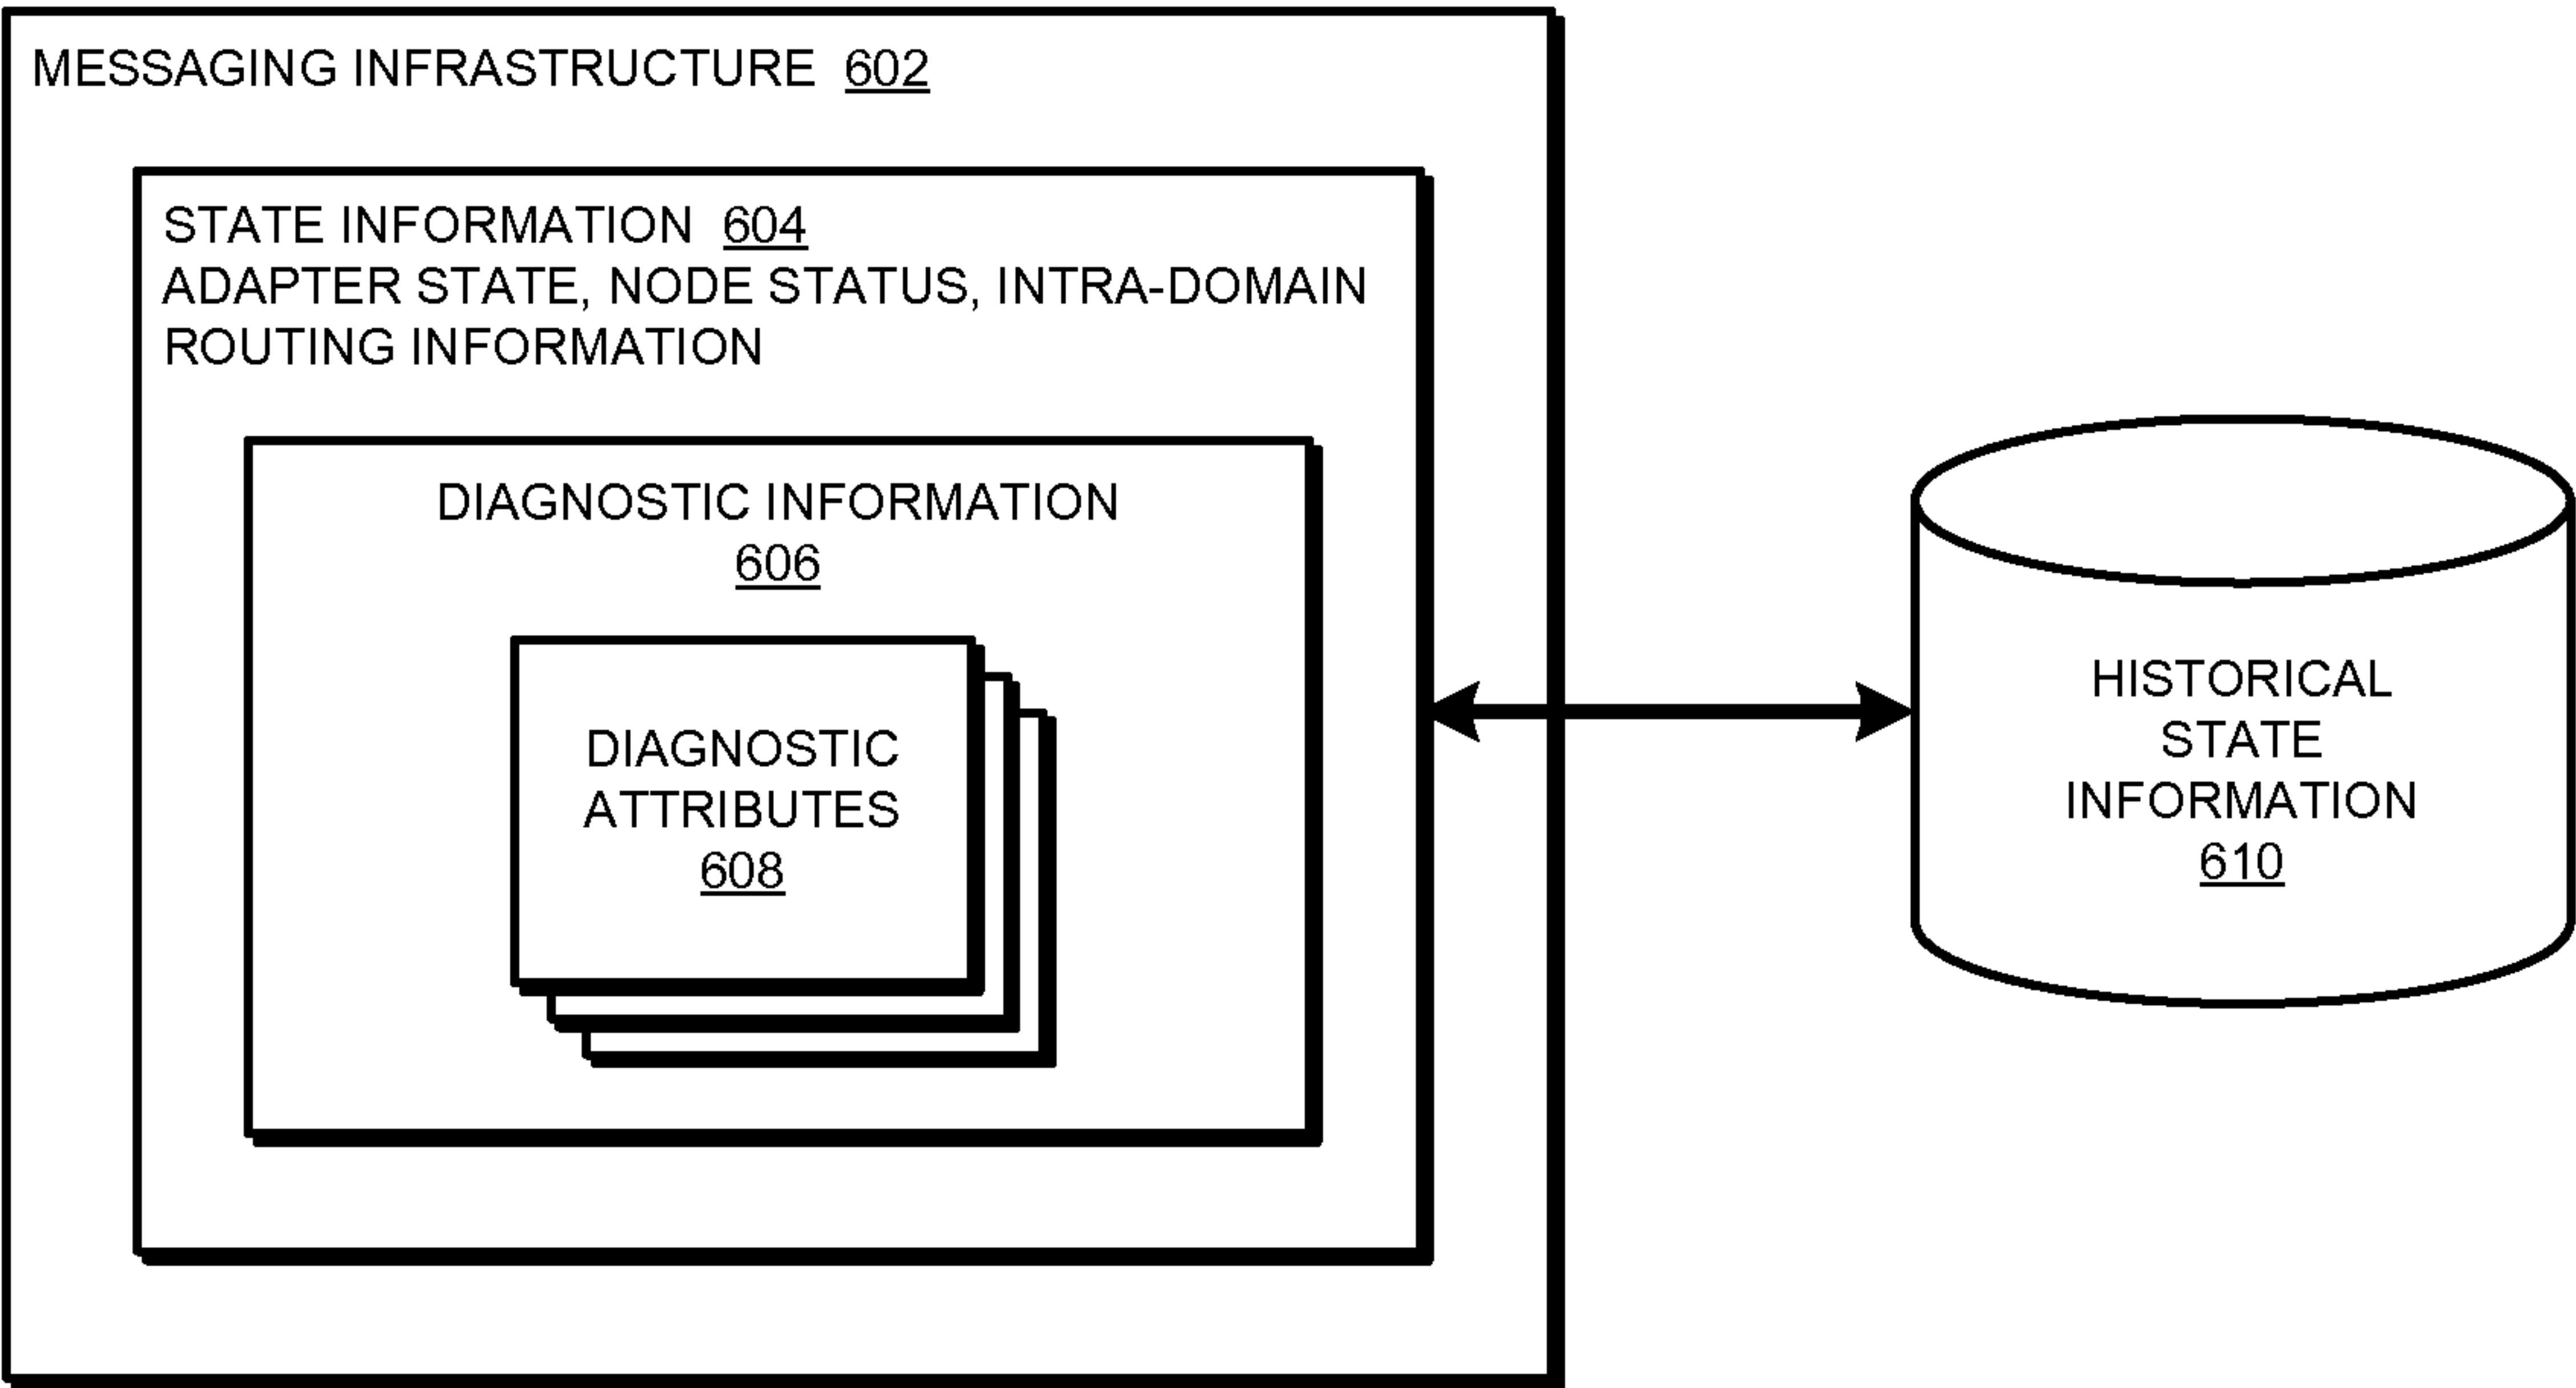 MESSAGING INFRASTRUCTURE 602
STATE INFORMATION 604
ADAPTER STATE, NODE STATUS, INTRA-DOMAIN
ROUTING INFORMATION
DIAGNOSTIC INFORMATION
606
DIAGNOSTIC
ATTRIBUTES
608
HISTORICAL
STATE
INFORMATION
610